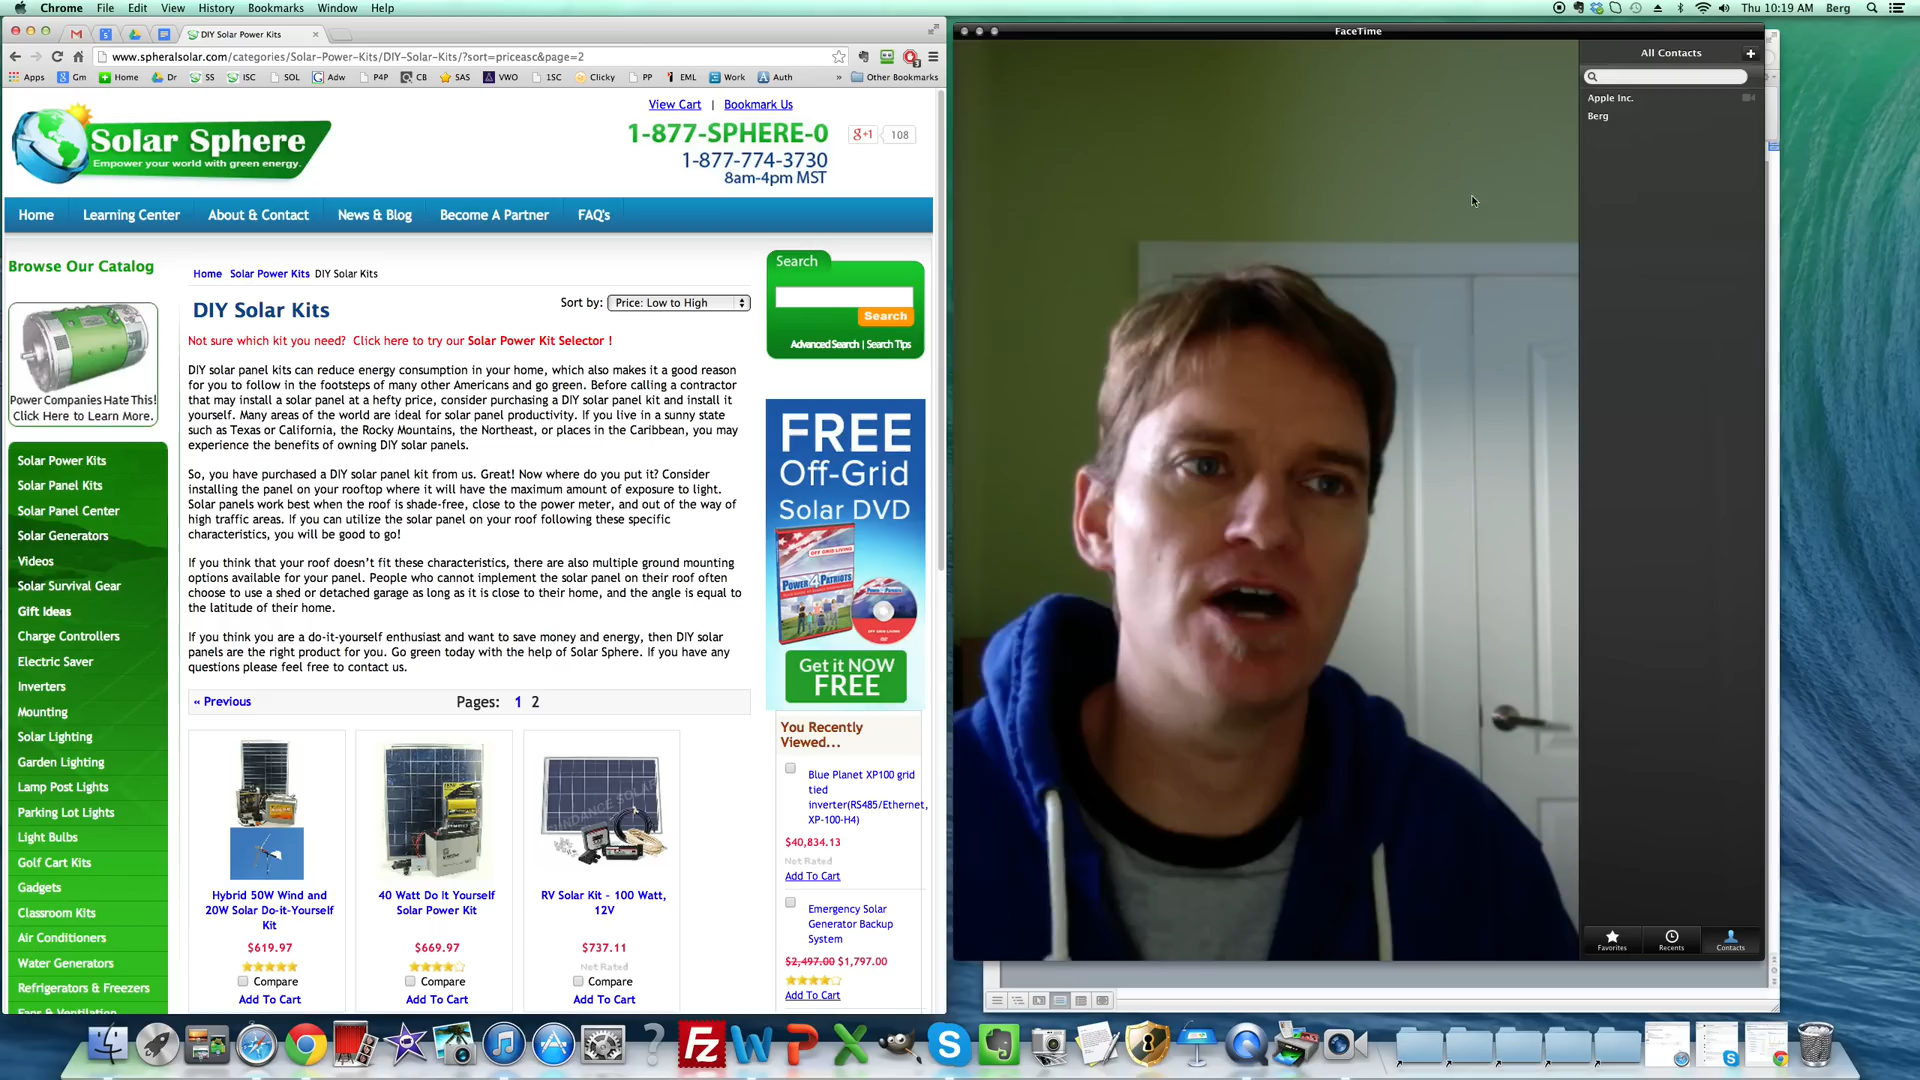 Chrome File Edit View History Bookmarks Window Help
Thu 10:19 AM Berg
DIY Solar Power Kits
www.spheralsolar.com/categories/Solar-Power-Kits/DIY-Solar-Kits/?sort=priceasc&page=2
Apps Gm Home Dr SS ISC SOL Adw P4P CB SAS VWO 1SC Clicky PP EML Work Auth » Other Bookmarks
View Cart | Bookmark Us
Solar Sphere
Empower your world with green energy.
1-877-SPHERE-0
g+1 108
1-877-774-3730
8am-4pm MST
Home Learning Center About & Contact News & Blog Become A Partner FAQ's
Browse Our Catalog
Power Companies Hate This!
Click Here to Learn More.
Solar Power Kits
Solar Panel Kits
Solar Panel Center
Solar Generators
Videos
Solar Survival Gear
Gift Ideas
Charge Controllers
Electric Saver
Inverters
Mounting
Solar Lighting
Garden Lighting
Lamp Post Lights
Parking Lot Lights
Light Bulbs
Golf Cart Kits
Gadgets
Classroom Kits
Air Conditioners
Water Generators
Refrigerators & Freezers
Fans & Ventilation
Home Solar Power Kits DIY Solar Kits
DIY Solar Kits
Sort by: Price: Low to High
Not sure which kit you need? Click here to try our Solar Power Kit Selector !
DIY solar panel kits can reduce energy consumption in your home, which also makes it a good reason
for you to follow in the footsteps of many other Americans and go green. Before calling a contractor
that may install a solar panel at a hefty price, consider purchasing a DIY solar panel kit and install it
yourself. Many areas of the world are ideal for solar panel productivity. If you live in a sunny state
such as Texas or California, the Rocky Mountains, the Northeast, or places in the Caribbean, you may
experience the benefits of owning DIY solar panels.
So, you have purchased a DIY solar panel kit from us. Great! Now where do you put it? Consider
installing the panel on your rooftop where it will have the maximum amount of exposure to light.
Solar panels work best when the roof is shade-free, close to the power meter, and out of the way of
high traffic areas. If you can utilize the solar panel on your roof following these specific
characteristics, you will be good to go!
If you think that your roof doesn't fit these characteristics, there are also multiple ground mounting
options available for your panel. People who cannot implement the solar panel on their roof often
choose to use a shed or detached garage as long as it is close to their home, and the angle is equal to
the latitude of their home.
If you think you are a do-it-yourself enthusiast and want to save money and energy, then DIY solar
panels are the right product for you. Go green today with the help of Solar Sphere. If you have any
questions please feel free to contact us.
« Previous Pages: 1 2
Hybrid 50W Wind and
20W Solar Do-it-Yourself
Kit
$619.97
Compare
Add To Cart
40 Watt Do It Yourself
Solar Power Kit
$669.97
Compare
Add To Cart
RV Solar Kit - 100 Watt,
12V
$737.11
Not Rated
Compare
Add To Cart
Search
Search
Advanced Search | Search Tips
FREE
Off-Grid
Solar DVD
OFF GRID LIVING
POWER4PATRIOTS
Get it NOW
FREE
You Recently
Viewed...
Blue Planet XP100 grid
tied
inverter(RS485/Ethernet,
XP-100-H4)
$40,834.13
Not Rated
Add To Cart
Emergency Solar
Generator Backup
System
$2,497.00 $1,797.00
Add To Cart
FaceTime
All Contacts
Apple Inc.
Berg
Favorites Recents Contacts